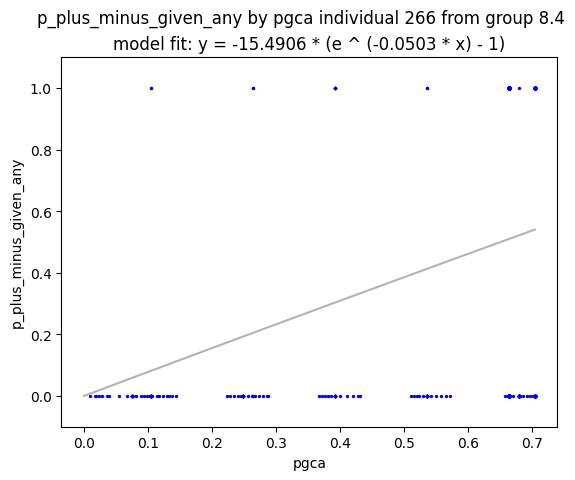 p_plus_minus_given_any by pgca individual 266 from group 8.4
model fit: y = -15.4906 * (e ^ (-0.0503 * x) - 1)
1.0
0.8
0.6
0.4
0.2
0.0
p_plus_minus_given_any
0.0 0.1 0.2 0.3 0.4 0.5 0.6 0.7
pgca